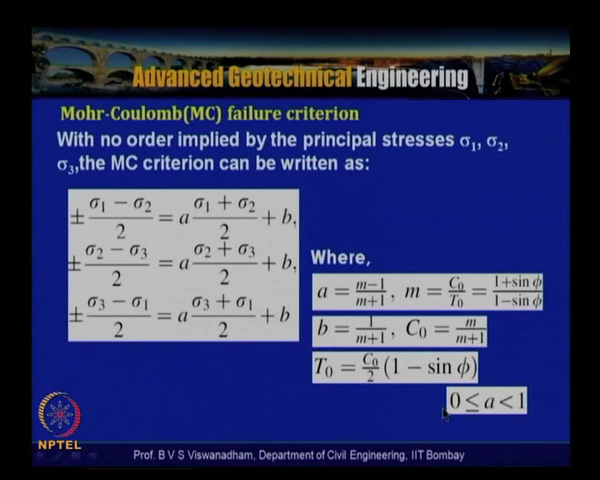 Advanced Geotechnical Engineering
Mohr-Coulomb(MC) failure criterion
With no order implied by the principal stresses σ₁, σ₂,
σ₃,the MC criterion can be written as:
± (σ₁ − σ₂)/2 = a (σ₁ + σ₂)/2 + b,
± (σ₂ − σ₃)/2 = a (σ₂ + σ₃)/2 + b,
± (σ₃ − σ₁)/2 = a (σ₃ + σ₁)/2 + b
Where,
a = (m−1)/(m+1), m = C₀/T₀ = (1+sin ϕ)/(1−sin ϕ)
b = 1/(m+1), C₀ = m/(m+1)
T₀ = C₀/2 (1 − sin ϕ)
0 ≤ a < 1
NPTEL
Prof. B V S Viswanadham, Department of Civil Engineering, IIT Bombay